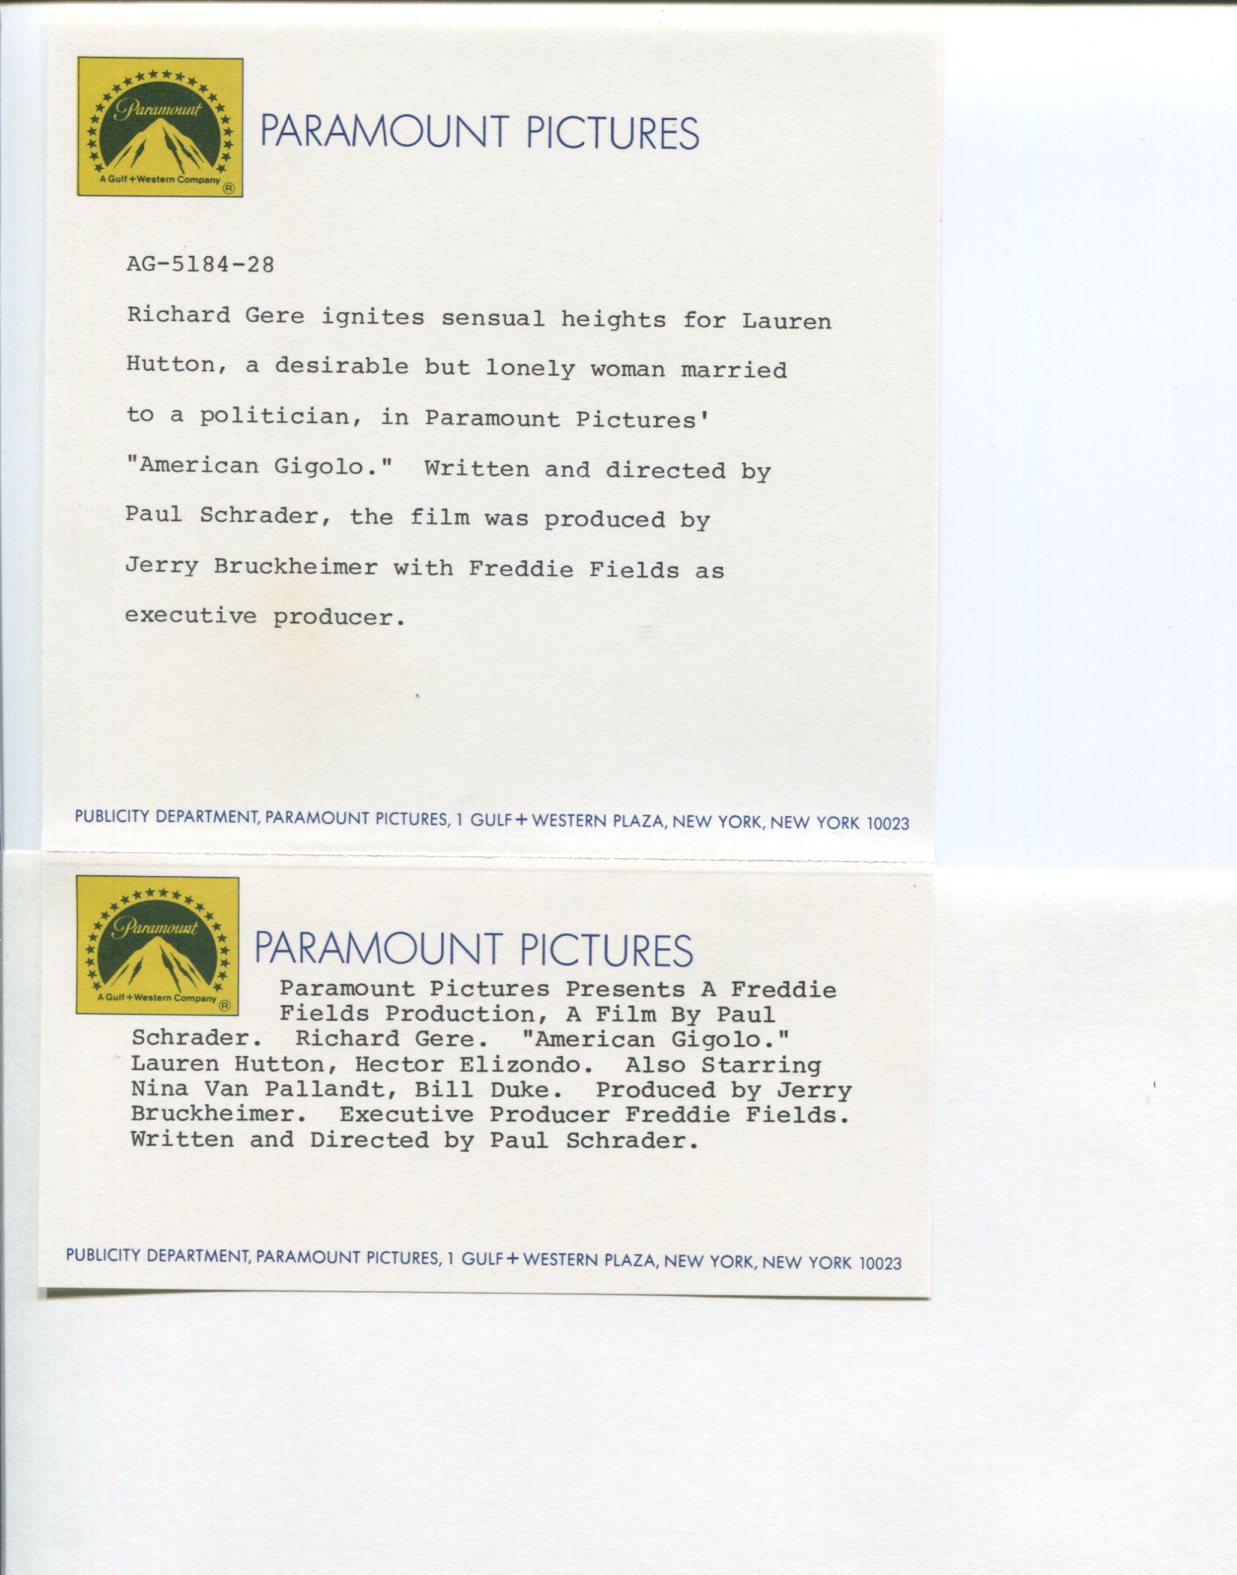 Paramount
A Gulf+Western Company
®
PARAMOUNT PICTURES
AG-5184-28
Richard Gere ignites sensual heights for Lauren
Hutton, a desirable but lonely woman married
to a politician, in Paramount Pictures'
"American Gigolo."  Written and directed by
Paul Schrader, the film was produced by
Jerry Bruckheimer with Freddie Fields as
executive producer.
PUBLICITY DEPARTMENT, PARAMOUNT PICTURES, 1 GULF+WESTERN PLAZA, NEW YORK, NEW YORK 10023
Paramount
A Gulf+Western Company
®
PARAMOUNT PICTURES
Paramount Pictures Presents A Freddie
Fields Production, A Film By Paul
Schrader.  Richard Gere.  "American Gigolo."
Lauren Hutton, Hector Elizondo.  Also Starring
Nina Van Pallandt, Bill Duke.  Produced by Jerry
Bruckheimer.  Executive Producer Freddie Fields.
Written and Directed by Paul Schrader.
PUBLICITY DEPARTMENT, PARAMOUNT PICTURES, 1 GULF+WESTERN PLAZA, NEW YORK, NEW YORK 10023